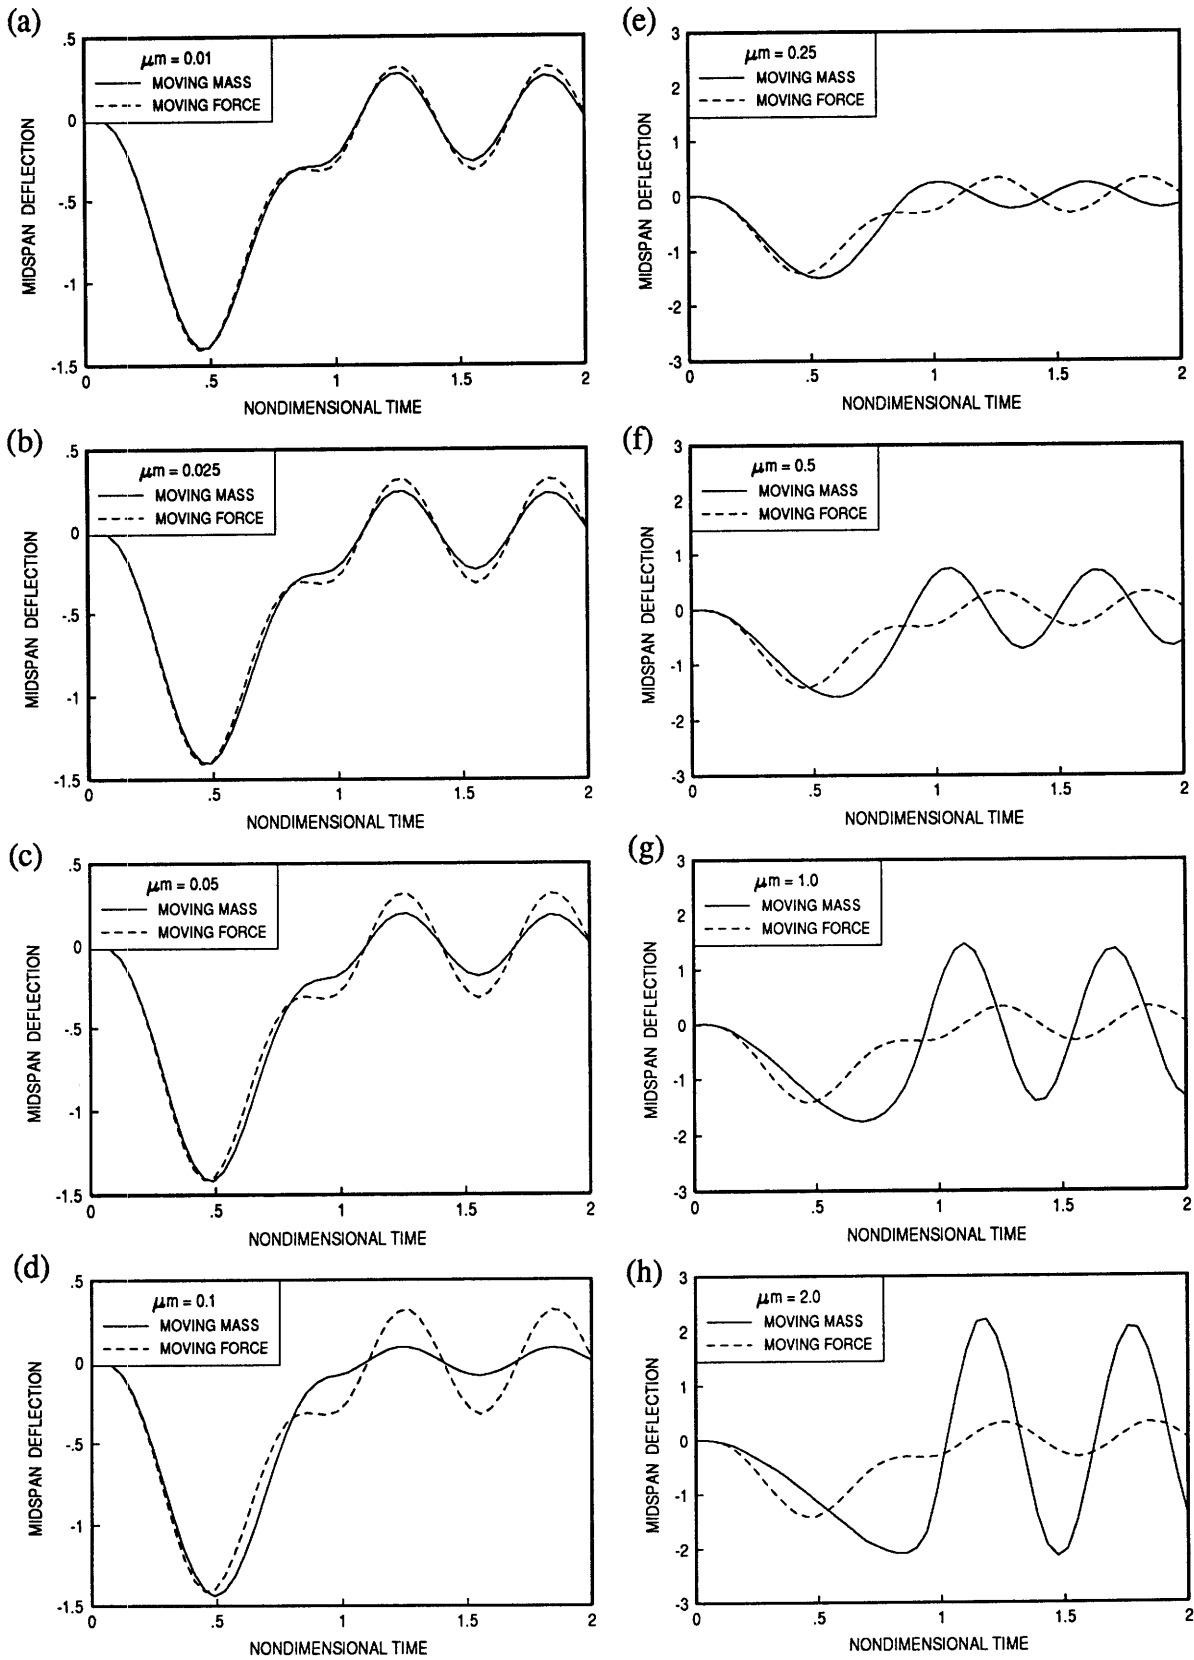 (a)
.5
0
-.5
-1
-1.5
μm = 0.01
MOVING MASS
MOVING FORCE
MIDSPAN DEFLECTION
0
.5
1
1.5
2
NONDIMENSIONAL TIME
(b)
.5
0
-.5
-1
-1.5
μm = 0.025
MOVING MASS
MOVING FORCE
MIDSPAN DEFLECTION
0
.5
1
1.5
2
NONDIMENSIONAL TIME
(c)
.5
0
-.5
-1
-1.5
μm = 0.05
MOVING MASS
MOVING FORCE
MIDSPAN DEFLECTION
0
.5
1
1.5
2
NONDIMENSIONAL TIME
(d)
.5
0
-.5
-1
-1.5
μm = 0.1
MOVING MASS
MOVING FORCE
MIDSPAN DEFLECTION
0
.5
1
1.5
2
NONDIMENSIONAL TIME
(e)
3
2
1
0
-1
-2
-3
μm = 0.25
MOVING MASS
MOVING FORCE
MIDSPAN DEFLECTION
0
.5
1
1.5
2
NONDIMENSIONAL TIME
(f)
3
2
1
0
-1
-2
-3
μm = 0.5
MOVING MASS
MOVING FORCE
MIDSPAN DEFLECTION
0
.5
1
1.5
2
NONDIMENSIONAL TIME
(g)
3
2
1
0
-1
-2
-3
μm = 1.0
MOVING MASS
MOVING FORCE
MIDSPAN DEFLECTION
0
.5
1
1.5
2
NONDIMENSIONAL TIME
(h)
3
2
1
0
-1
-2
-3
μm = 2.0
MOVING MASS
MOVING FORCE
MIDSPAN DEFLECTION
0
.5
1
1.5
2
NONDIMENSIONAL TIME